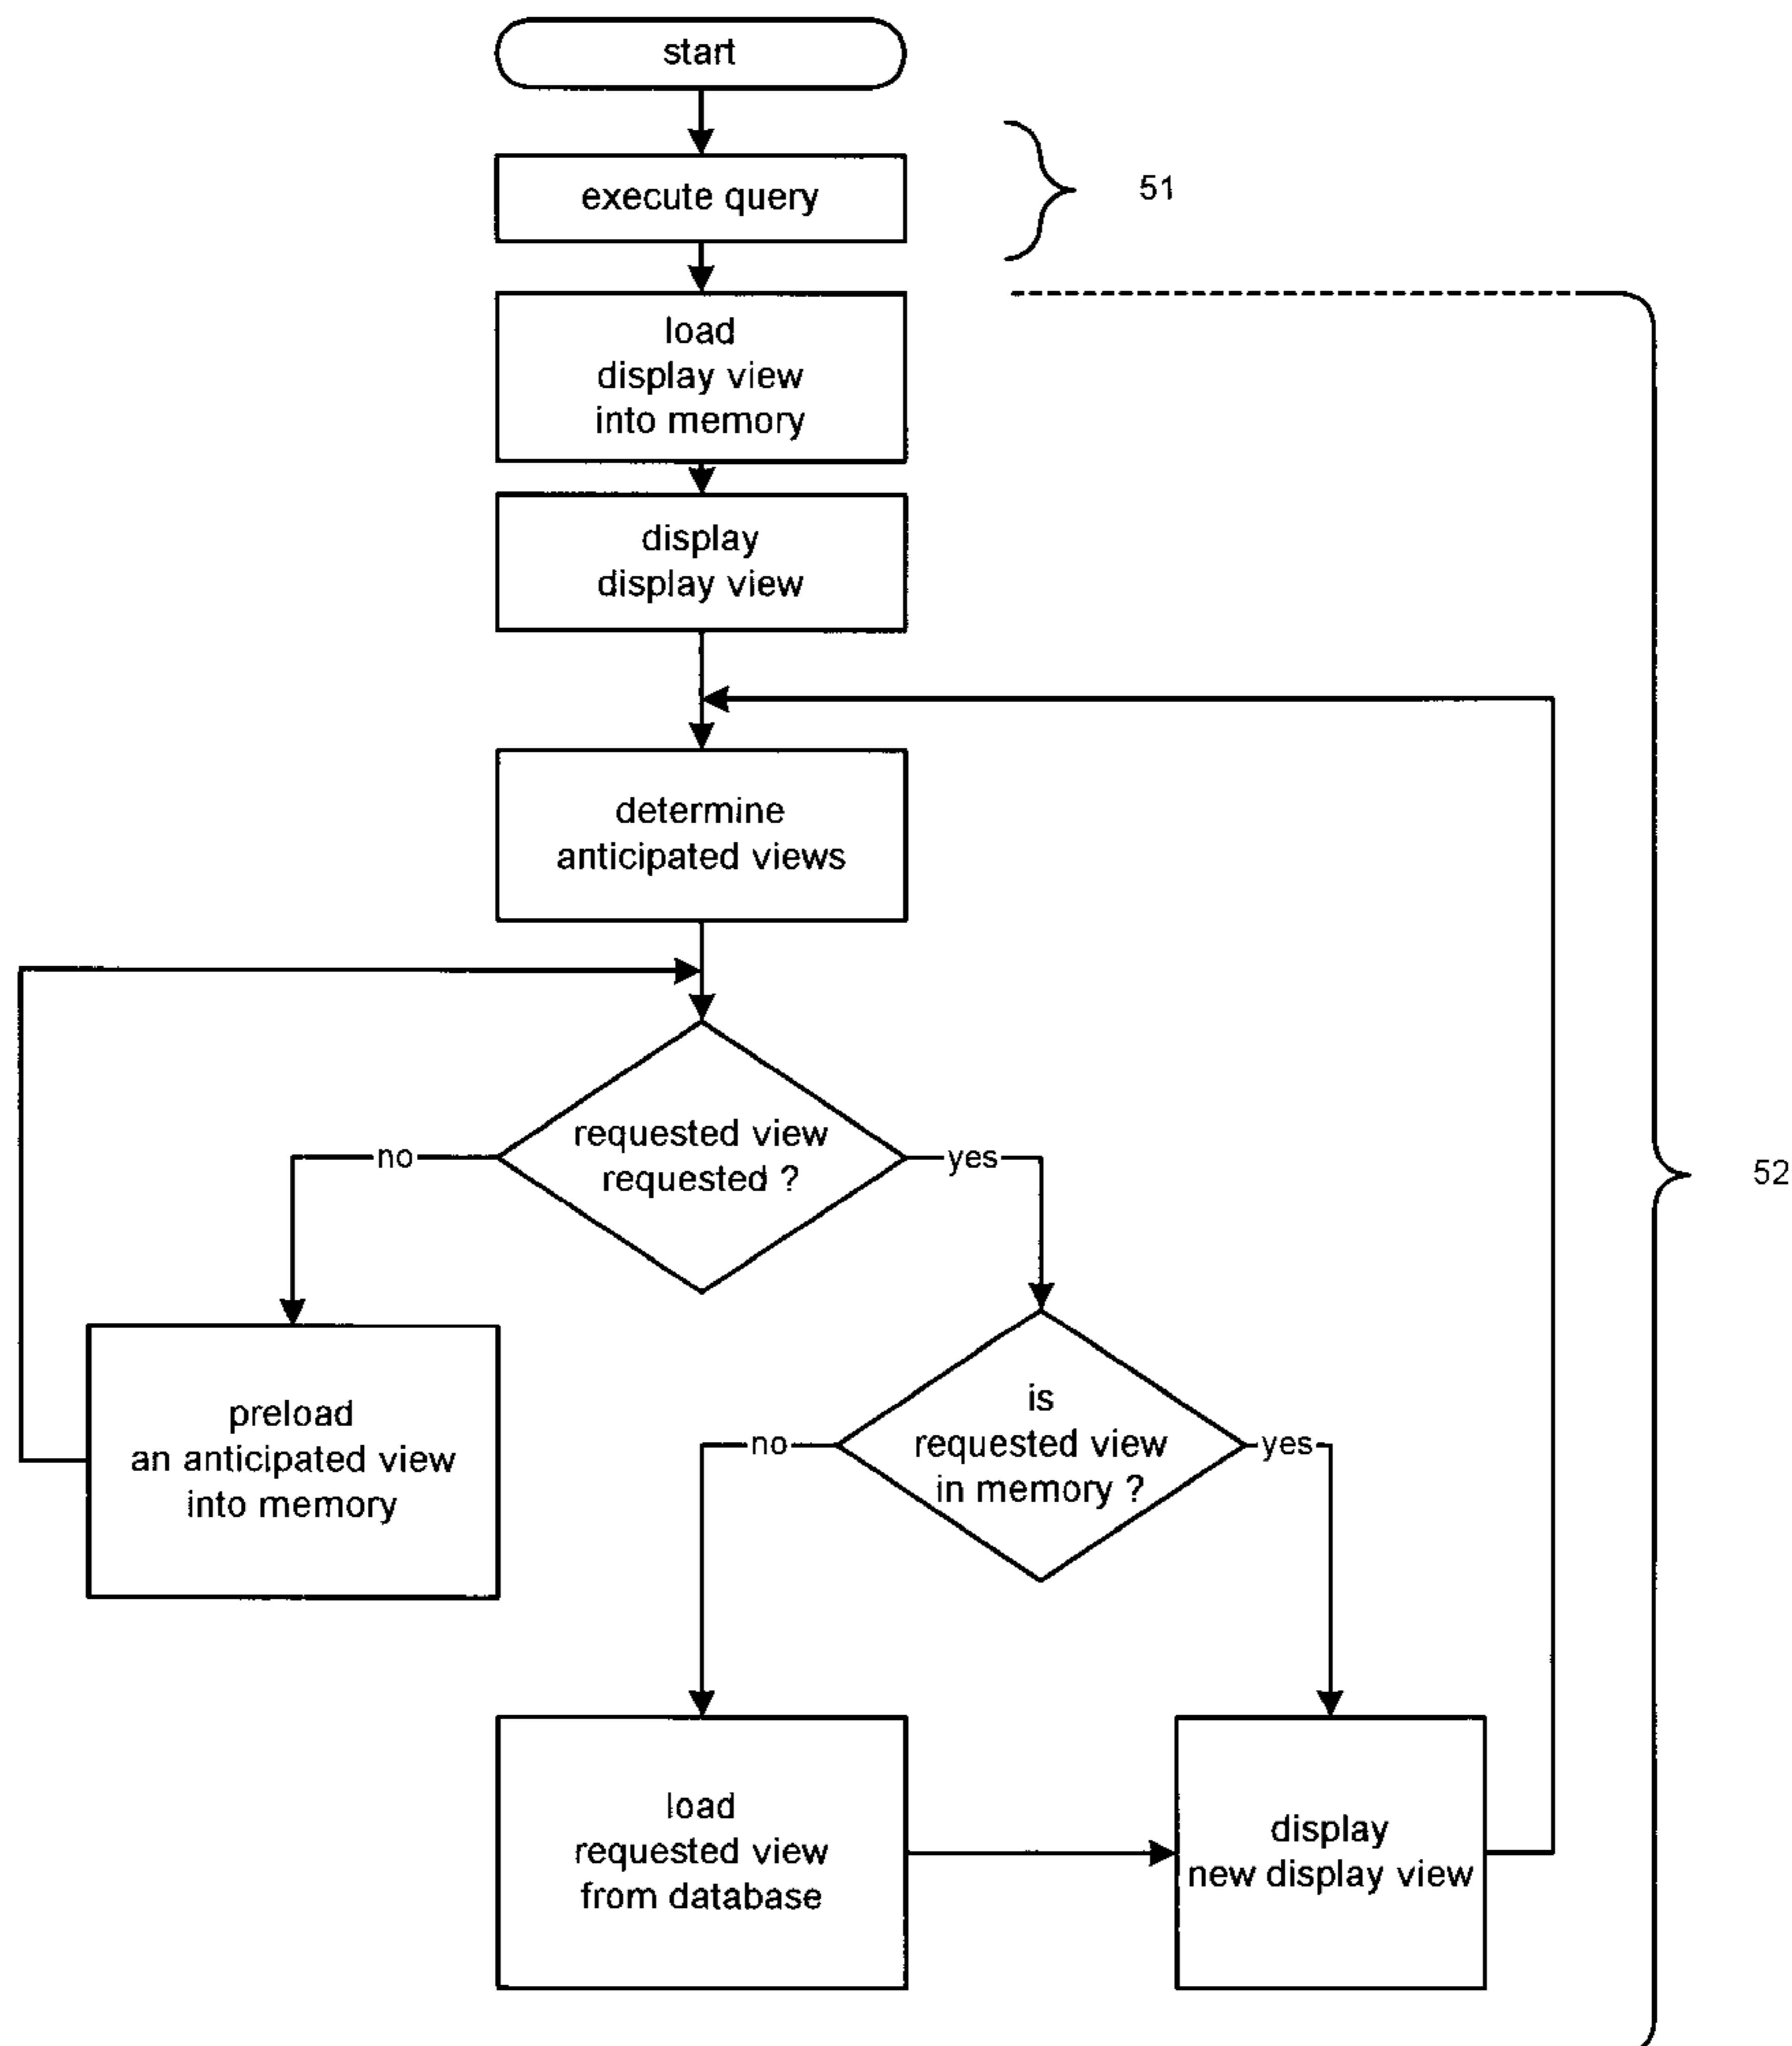 start
execute query
51
load
display view
into memory
display
display view
determine
anticipated views
requested view
requested ?
no
yes
preload
an anticipated view
into memory
is
requested view
in memory ?
no
yes
52
load
requested view
from database
display
new display view